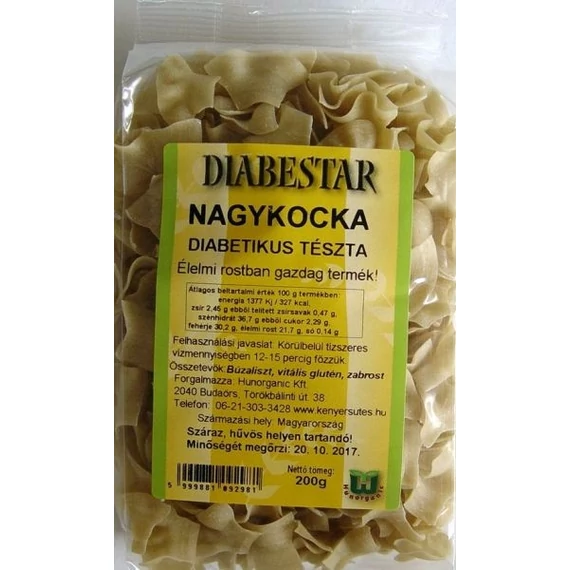 DIABESTAR
NAGYKOCKA
DIABETIKUS TÉSZTA
Élelmi rostban gazdag termék!
Átlagos beltartalmi érték 100 g termékben:
energia 1377 Kj / 327 kcal,
zsír 2,45 g ebből telített zsírsavak 0,47 g,
szénhidrát 36,7 g ebből cukor 2,29 g,
fehérje 30,2 g, élelmi rost 21,7 g, só 0,14 g
Felhasználási javaslat: Körülbelül tízszeres
vízmennyiségben 12-15 percig főzzük.
Összetevők: Búzaliszt, vitális glutén, zabrost
Forgalmazza: Hunorganic Kft.
2040 Budaörs, Törökbálinti út. 38
Telefon: 06-21-303-3428 www.kenyersutes.hu
Származási hely: Magyarország
Száraz, hűvös helyen tartandó!
Minőségét megőrzi: 20. 10. 2017.
5 999881 892981
Nettó tömeg:
200g
Hunorganic